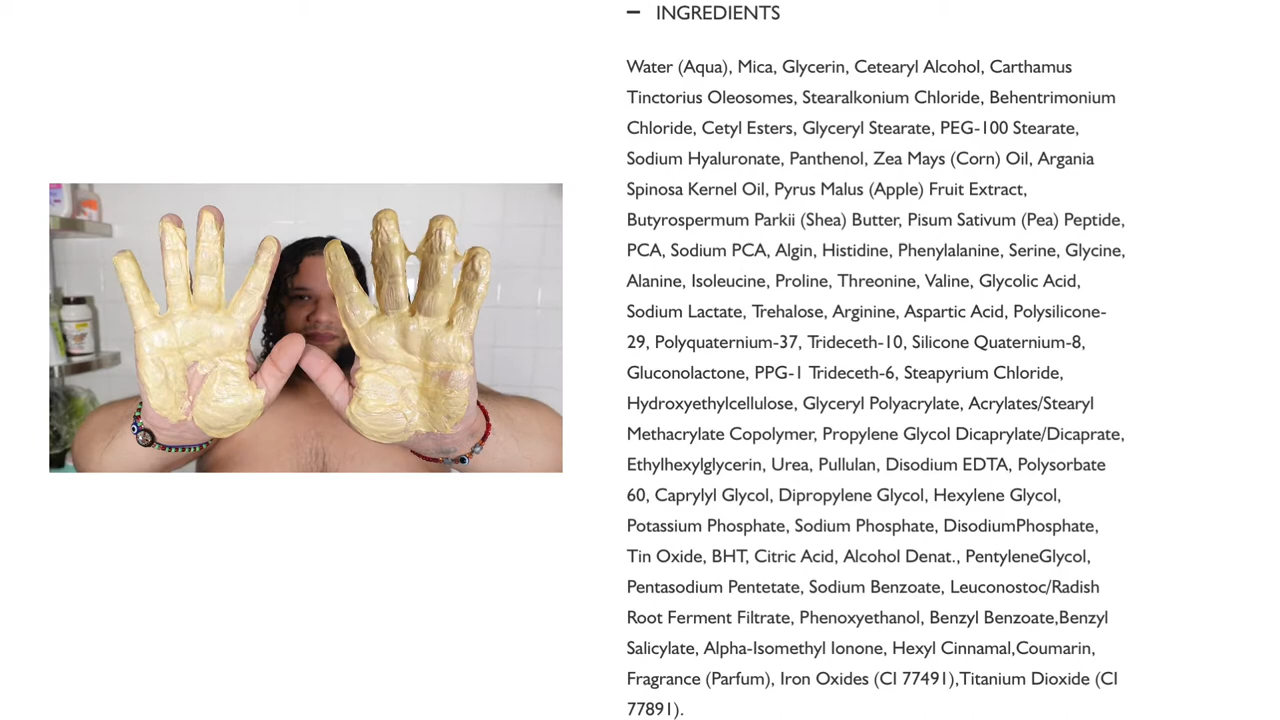 INGREDIENTS
Water (Aqua), Mica, Glycerin, Cetearyl Alcohol, Carthamus
Tinctorius Oleosomes, Stearalkonium Chloride, Behentrimonium
Chloride, Cetyl Esters, Glyceryl Stearate, PEG-100 Stearate,
Sodium Hyaluronate, Panthenol, Zea Mays (Corn) Oil, Argania
Spinosa Kernel Oil, Pyrus Malus (Apple) Fruit Extract,
Butyrospermum Parkii (Shea) Butter, Pisum Sativum (Pea) Peptide,
PCA, Sodium PCA, Algin, Histidine, Phenylalanine, Serine, Glycine,
Alanine, Isoleucine, Proline, Threonine, Valine, Glycolic Acid,
Sodium Lactate, Trehalose, Arginine, Aspartic Acid, Polysilicone-
29, Polyquaternium-37, Trideceth-10, Silicone Quaternium-8,
Gluconolactone, PPG-1 Trideceth-6, Steapyrium Chloride,
Hydroxyethylcellulose, Glyceryl Polyacrylate, Acrylates/Stearyl
Methacrylate Copolymer, Propylene Glycol Dicaprylate/Dicaprate,
Ethylhexylglycerin, Urea, Pullulan, Disodium EDTA, Polysorbate
60, Caprylyl Glycol, Dipropylene Glycol, Hexylene Glycol,
Potassium Phosphate, Sodium Phosphate, DisodiumPhosphate,
Tin Oxide, BHT, Citric Acid, Alcohol Denat., PentyleneGlycol,
Pentasodium Pentetate, Sodium Benzoate, Leuconostoc/Radish
Root Ferment Filtrate, Phenoxyethanol, Benzyl Benzoate,Benzyl
Salicylate, Alpha-Isomethyl Ionone, Hexyl Cinnamal,Coumarin,
Fragrance (Parfum), Iron Oxides (CI 77491),Titanium Dioxide (CI
77891).